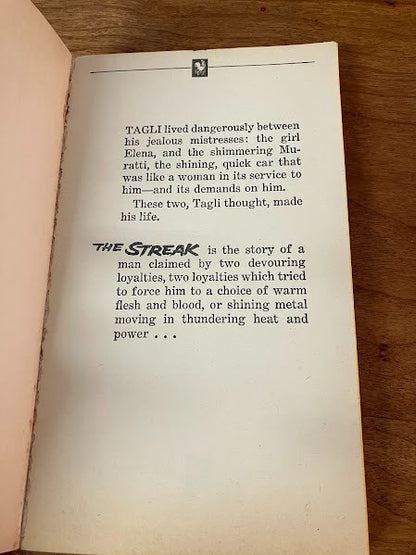 TAGLI lived dangerously between
his jealous mistresses: the girl
Elena, and the shimmering Mu-
ratti, the shining, quick car that
was like a woman in its service to
him—and its demands on him.
These two, Tagli thought, made
his life.
THE STREAK is the story of a
man claimed by two devouring
loyalties, two loyalties which tried
to force him to a choice of warm
flesh and blood, or shining metal
moving in thundering heat and
power . . .